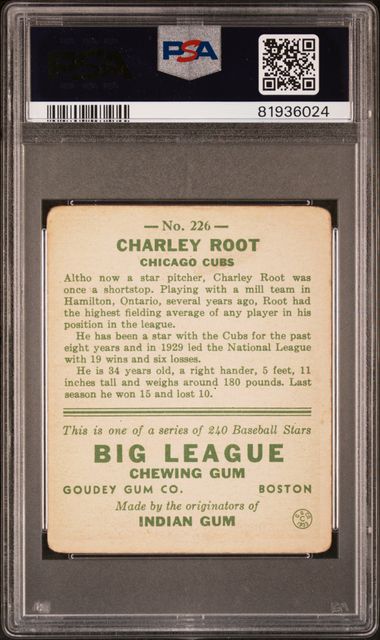 PSA
PSA
81936024
— No. 226 —
CHARLEY ROOT
CHICAGO CUBS
Altho now a star pitcher, Charley Root was
once a shortstop. Playing with a mill team in
Hamilton, Ontario, several years ago, Root had
the highest fielding average of any player in his
position in the league.
He has been a star with the Cubs for the past
eight years and in 1929 led the National League
with 19 wins and six losses.
He is 34 years old, a right hander, 5 feet, 11
inches tall and weighs around 180 pounds. Last
season he won 15 and lost 10.
This is one of a series of 240 Baseball Stars
BIG LEAGUE
CHEWING GUM
GOUDEY GUM CO. BOSTON
Made by the originators of
INDIAN GUM